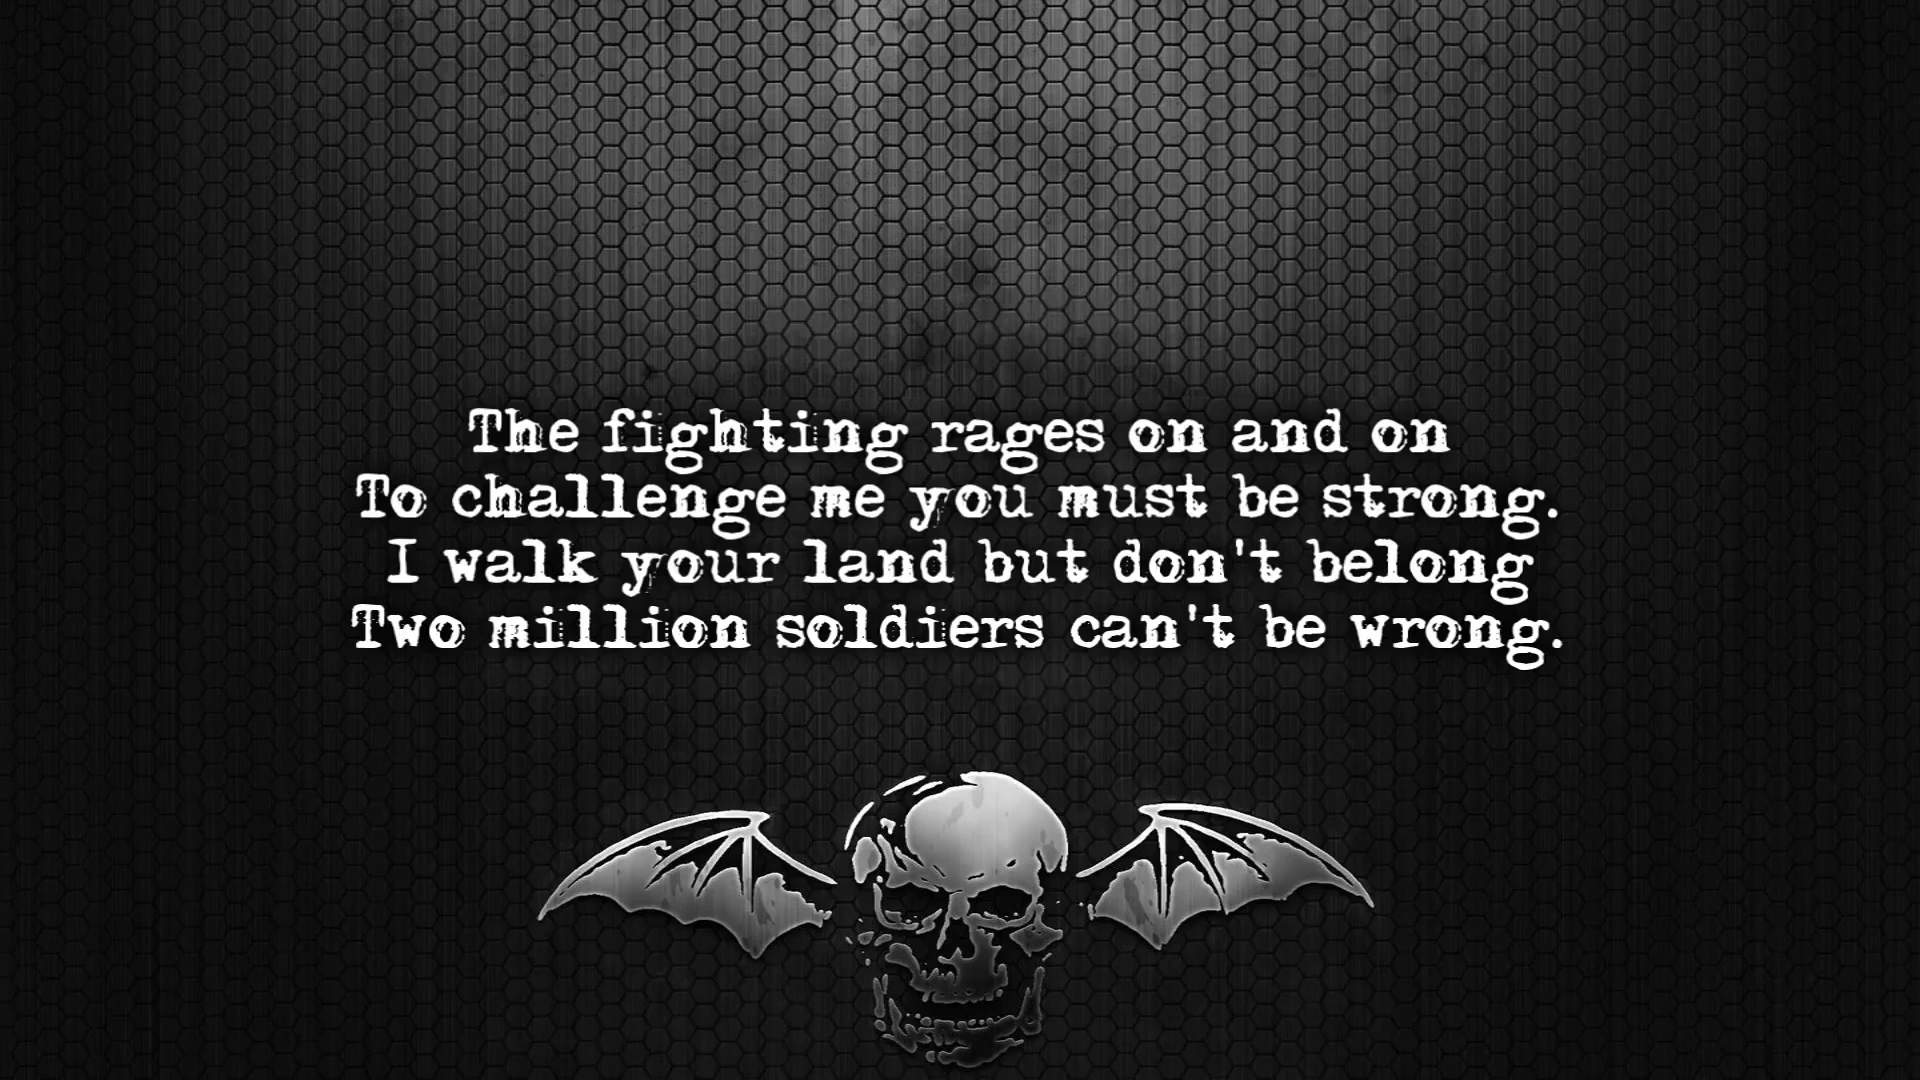 The fighting rages on and on
To challenge me you must be strong.
I walk your land but don't belong
Two million soldiers can't be wrong.